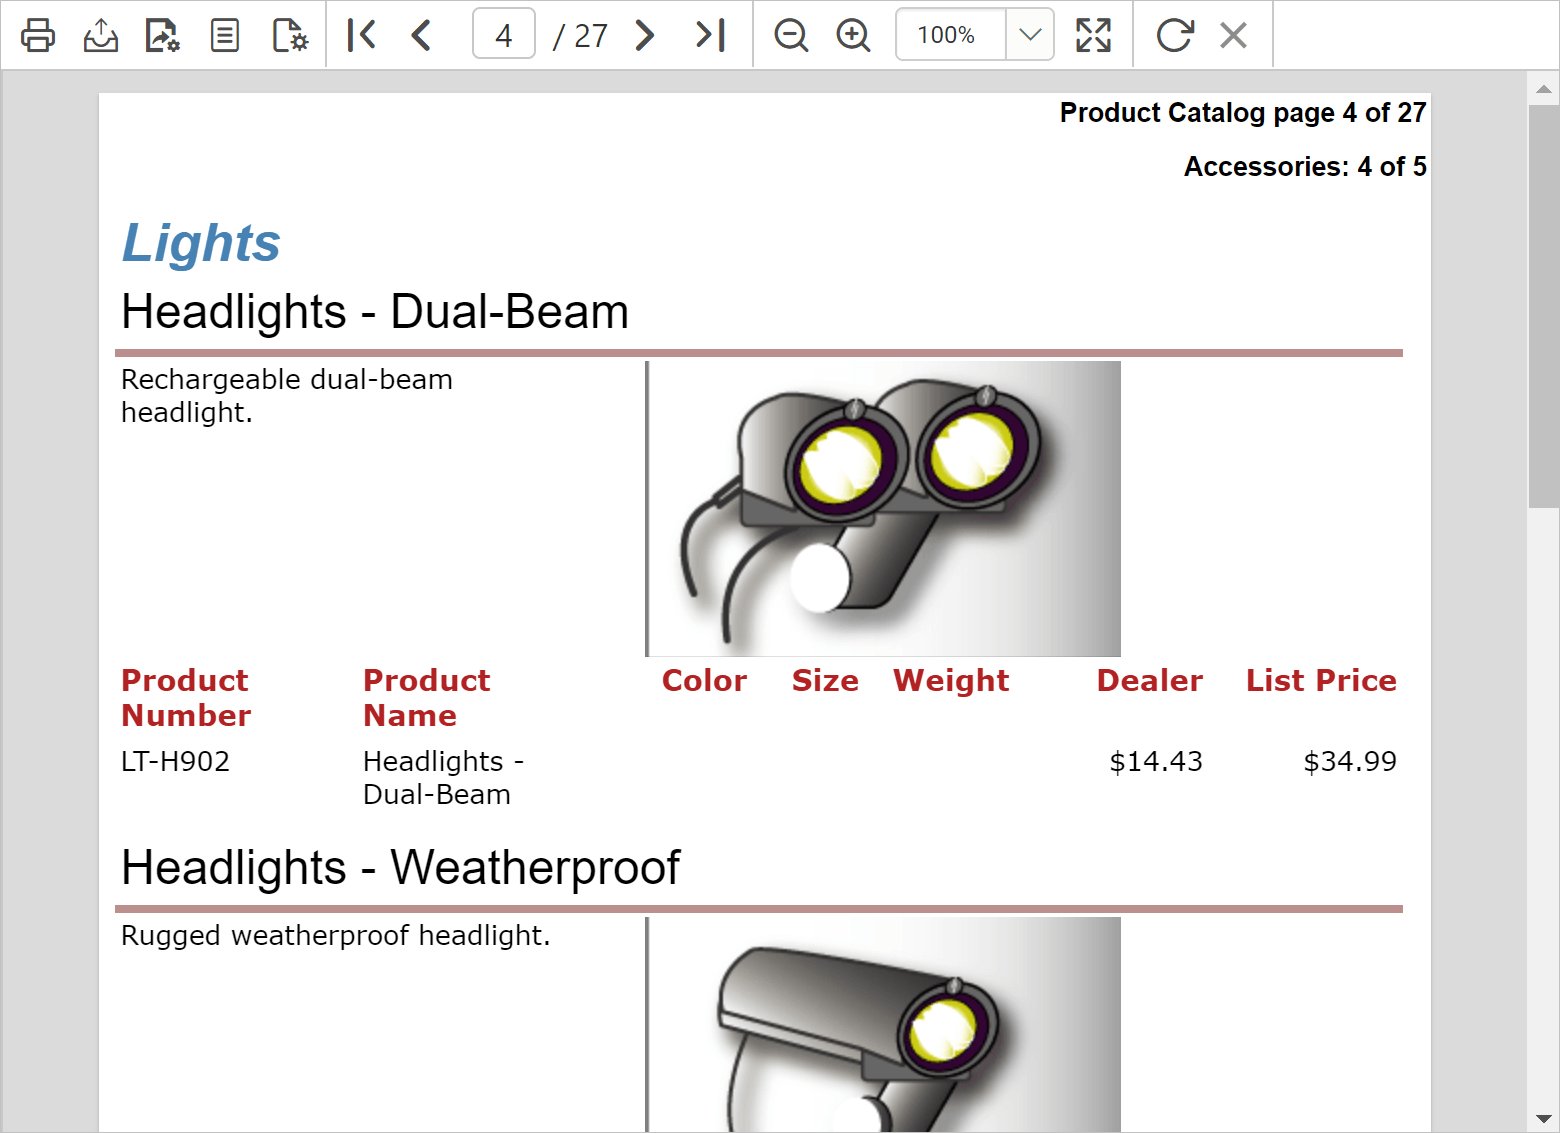 4 / 27 100%
Product Catalog page 4 of 27
Accessories: 4 of 5
Lights
Headlights - Dual-Beam
Rechargeable dual-beam
headlight.
Product Number Product Name Color Size Weight Dealer List Price
LT-H902 Headlights - Dual-Beam $14.43 $34.99
Headlights - Weatherproof
Rugged weatherproof headlight.